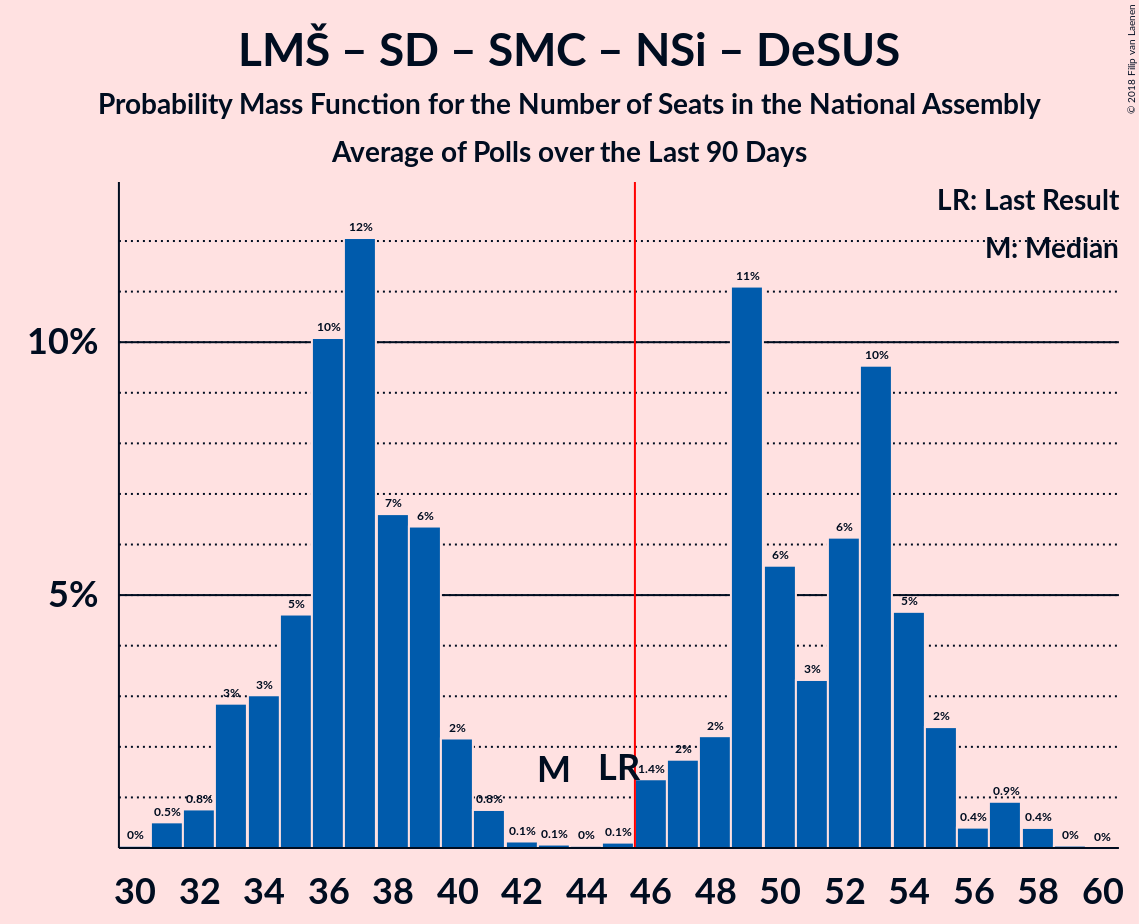 LMŠ – SD – SMC – NSi – DeSUS
Probability Mass Function for the Number of Seats in the National Assembly
Average of Polls over the Last 90 Days
© 2018 Filip van Laenen
LR: Last Result
M: Median
10%
5%
0% 0.5% 0.8% 3% 3% 5% 10% 12% 7% 6% 2% 0.8% 0.1% 0.1% 0% 0.1% 1.4% 2% 2% 11% 6% 3% 6% 10% 5% 2% 0.4% 0.9% 0.4% 0% 0%
M LR
30 32 34 36 38 40 42 44 46 48 50 52 54 56 58 60